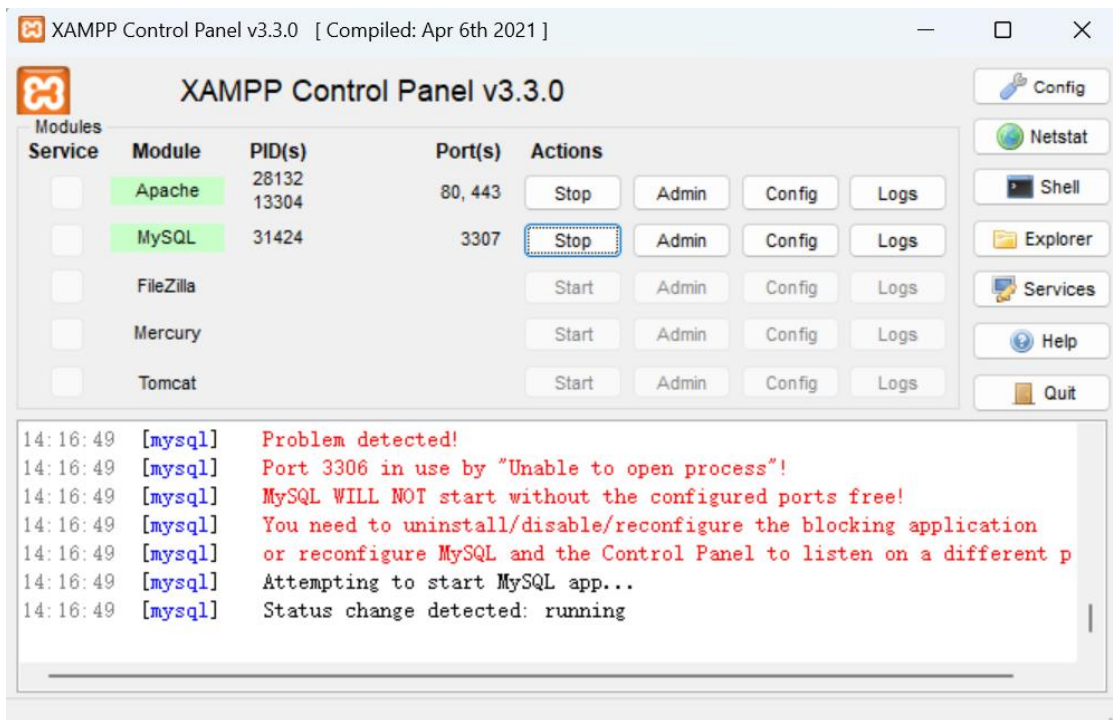 XAMPP Control Panel v3.3.0 [ Compiled: Apr 6th 2021 ]
XAMPP Control Panel v3.3.0
Config
Modules
Netstat
Service Module PID(s) Port(s) Actions
Apache 28132 13304 80, 443 Stop Admin Config Logs
Shell
MySQL 31424 3307 Stop Admin Config Logs
Explorer
FileZilla Start Admin Config Logs
Services
Mercury Start Admin Config Logs
Help
Tomcat Start Admin Config Logs
Quit
14:16:49 [mysql] Problem detected!
14:16:49 [mysql] Port 3306 in use by "Unable to open process"!
14:16:49 [mysql] MySQL WILL NOT start without the configured ports free!
14:16:49 [mysql] You need to uninstall/disable/reconfigure the blocking application
14:16:49 [mysql] or reconfigure MySQL and the Control Panel to listen on a different p
14:16:49 [mysql] Attempting to start MySQL app...
14:16:49 [mysql] Status change detected: running